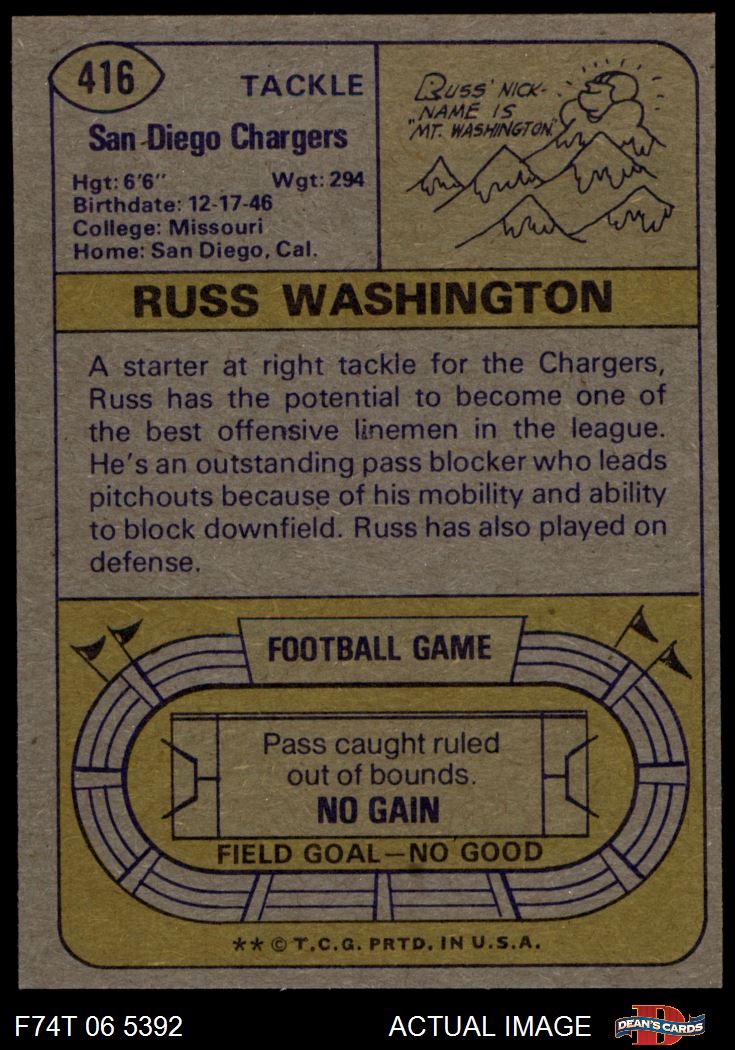 416
TACKLE
San Diego Chargers
Hgt: 6'6" Wgt: 294
Birthdate: 12-17-46
College: Missouri
Home: San Diego, Cal.
RUSS' NICK-
NAME IS
"MT. WASHINGTON"
RUSS WASHINGTON
A starter at right tackle for the Chargers,
Russ has the potential to become one of
the best offensive linemen in the league.
He's an outstanding pass blocker who leads
pitchouts because of his mobility and ability
to block downfield. Russ has also played on
defense.
FOOTBALL GAME
Pass caught ruled
out of bounds.
NO GAIN
FIELD GOAL—NO GOOD
** © T.C.G. PRTD. IN U.S.A.
F74T 06 5392 ACTUAL IMAGE DEAN'S CARDS